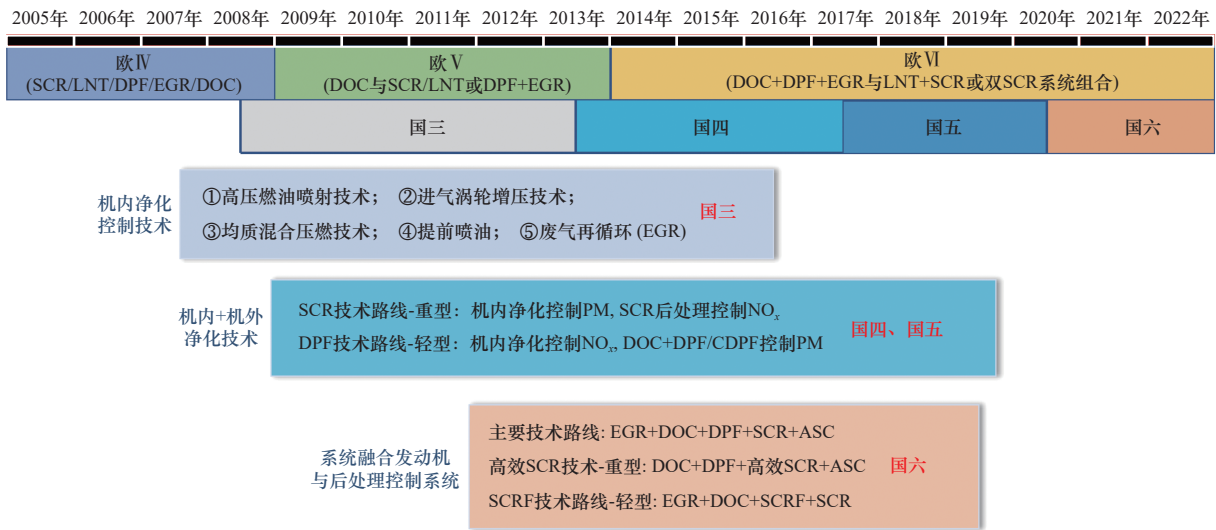 2005年 2006年 2007年 2008年 2009年 2010年 2011年 2012年 2013年 2014年 2015年 2016年 2017年 2018年 2019年 2020年 2021年 2022年
欧Ⅳ
(SCR/LNT/DPF/EGR/DOC)
欧Ⅴ
(DOC与SCR/LNT或DPF+EGR)
欧Ⅵ
(DOC+DPF+EGR与LNT+SCR或双SCR系统组合)
国三 国四 国五 国六
机内净化
控制技术
①高压燃油喷射技术； ②进气涡轮增压技术；
③均质混合压燃技术； ④提前喷油； ⑤废气再循环 (EGR)
国三
机内+机外
净化技术
SCR技术路线-重型：机内净化控制PM, SCR后处理控制NOx
DPF技术路线-轻型：机内净化控制NOx, DOC+DPF/CDPF控制PM
国四、国五
系统融合发动机
与后处理控制系统
主要技术路线: EGR+DOC+DPF+SCR+ASC
高效SCR技术-重型: DOC+DPF+高效SCR+ASC
SCRF技术路线-轻型: EGR+DOC+SCRF+SCR
国六